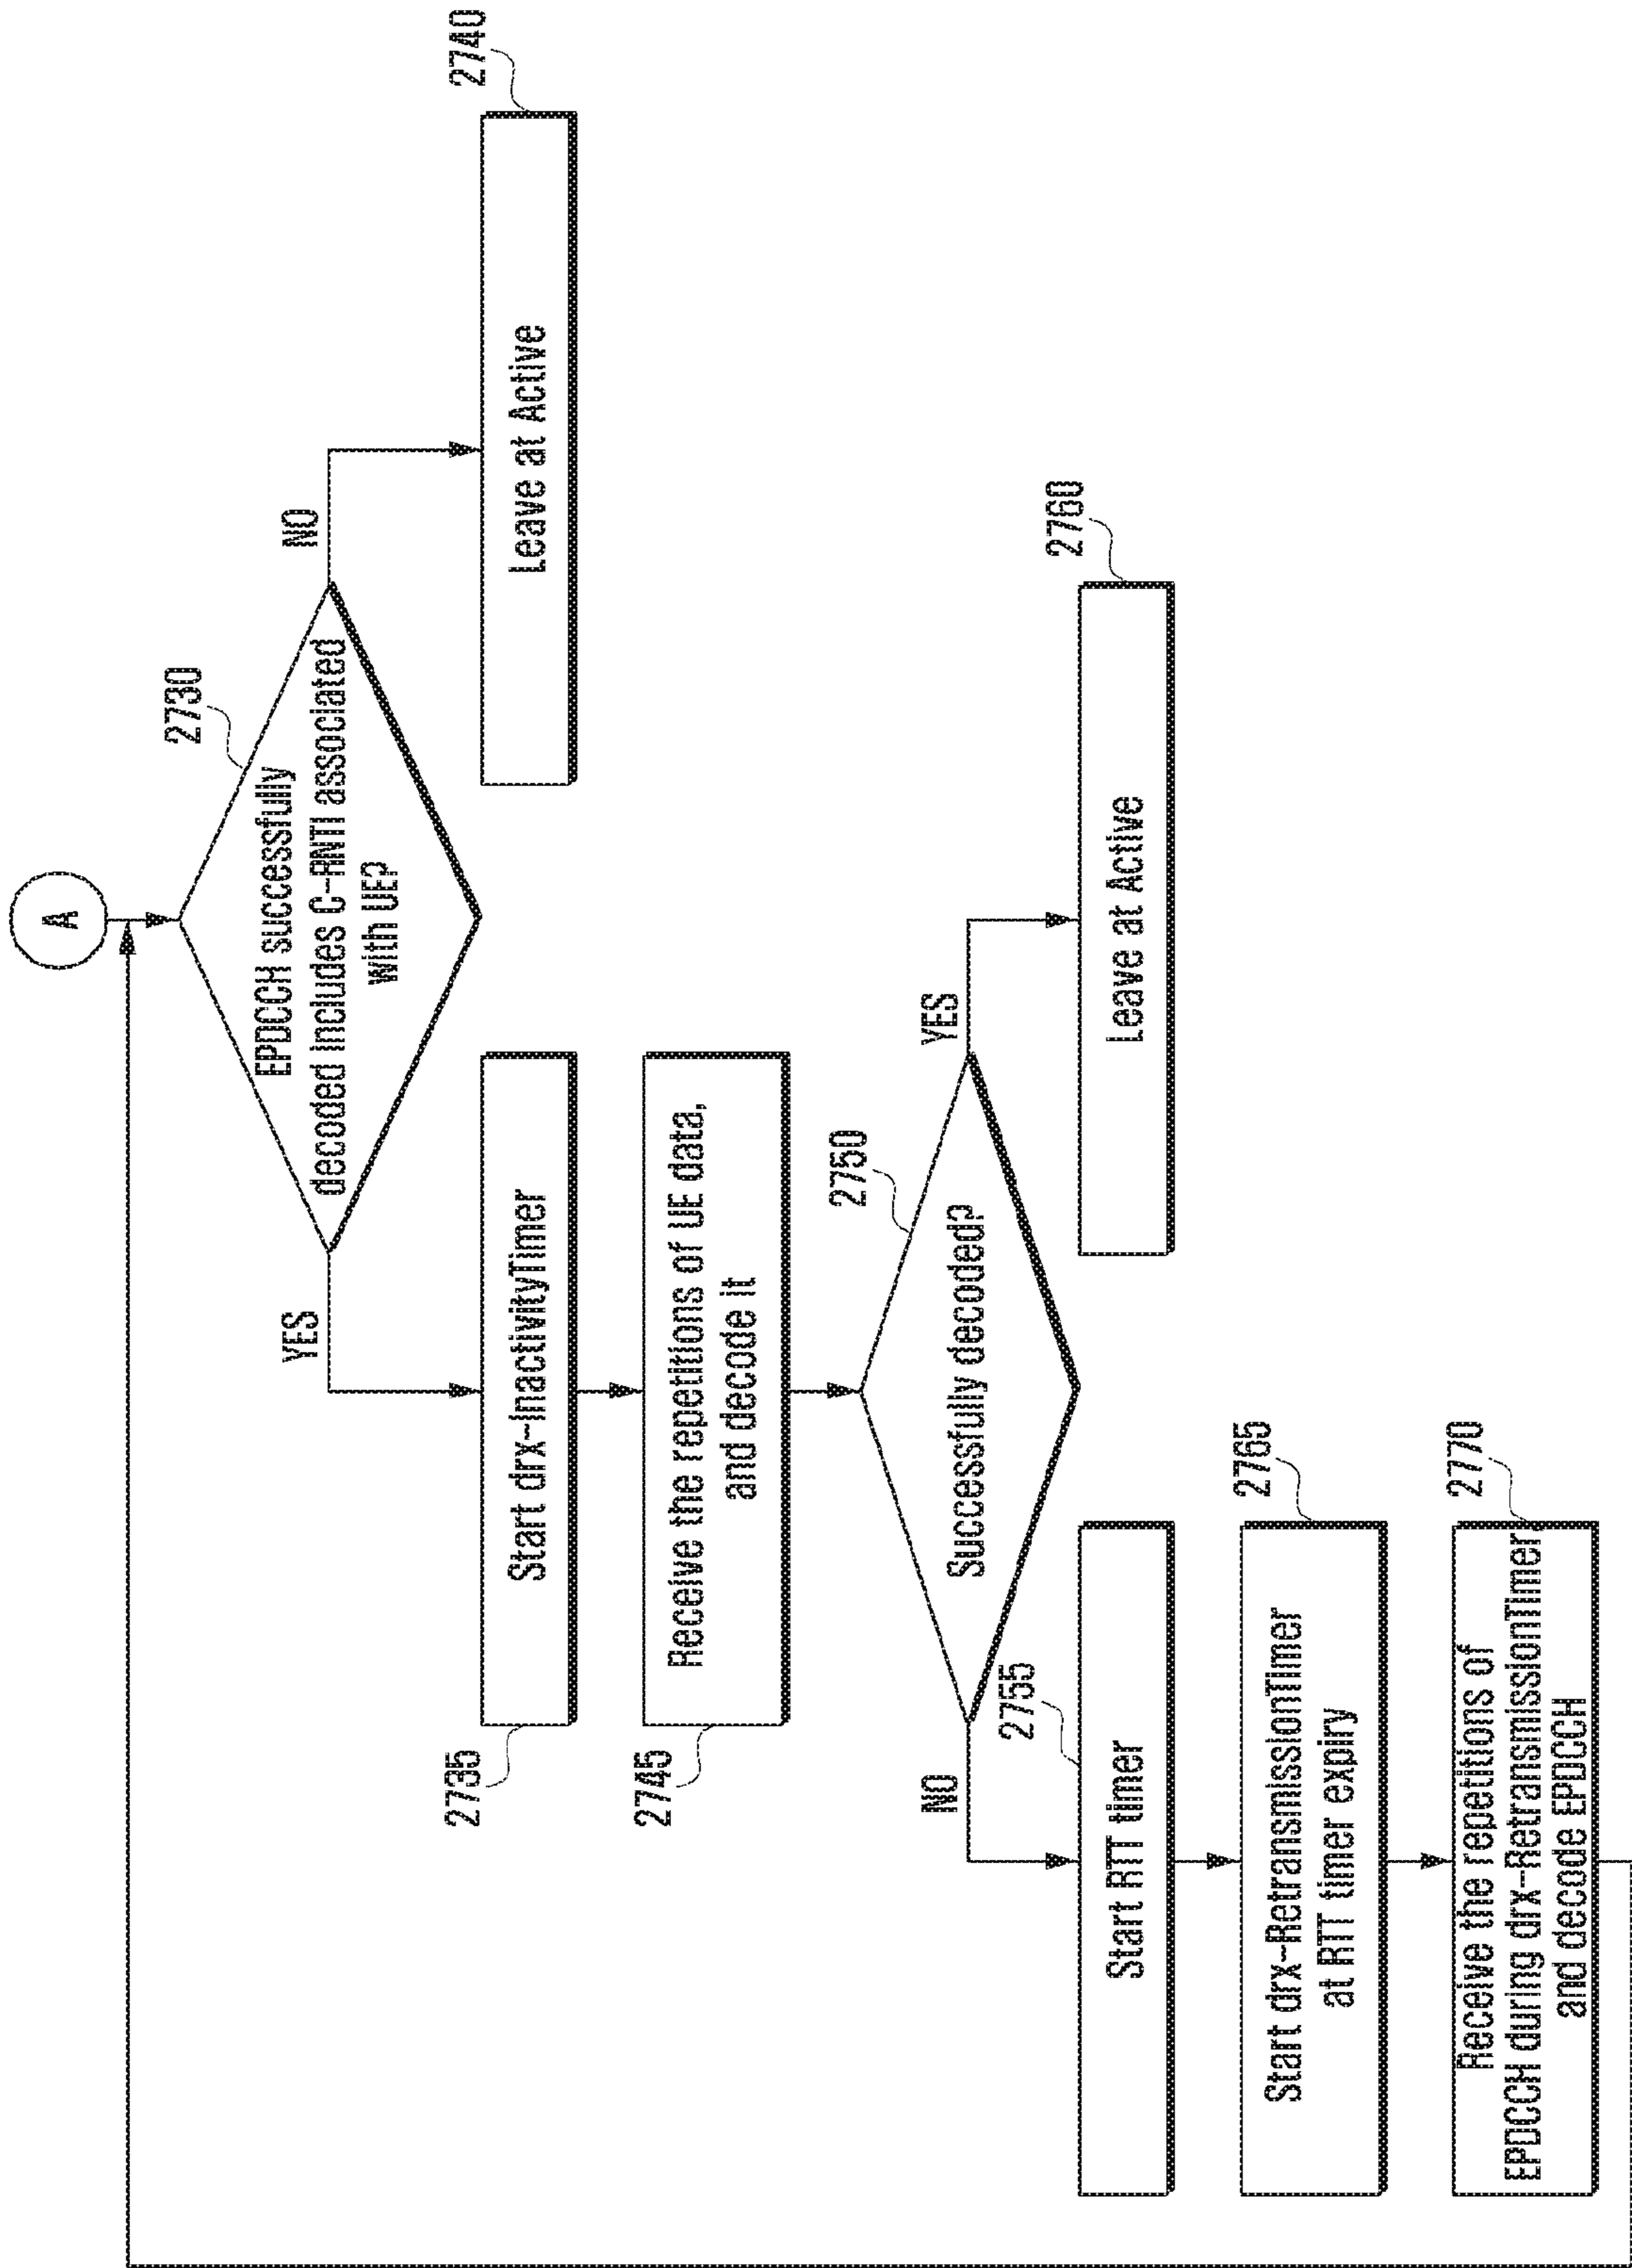 A
2730
EPDCCH successfully
decoded includes C-RNTI associated
with UE?
YES
NO
2735
Start drx-InactivityTimer
2740
Leave at Active
2745
Receive the repetitions of UE data,
and decode it
2750
Successfully decoded?
NO
YES
2755
Start RTT timer
2760
Leave at Active
2765
Start drx-RetransmissionTimer
at RTT timer expiry
2770
Receive the repetitions of
EPDCCH during drx-RetransmissionTimer
and decode EPDCCH